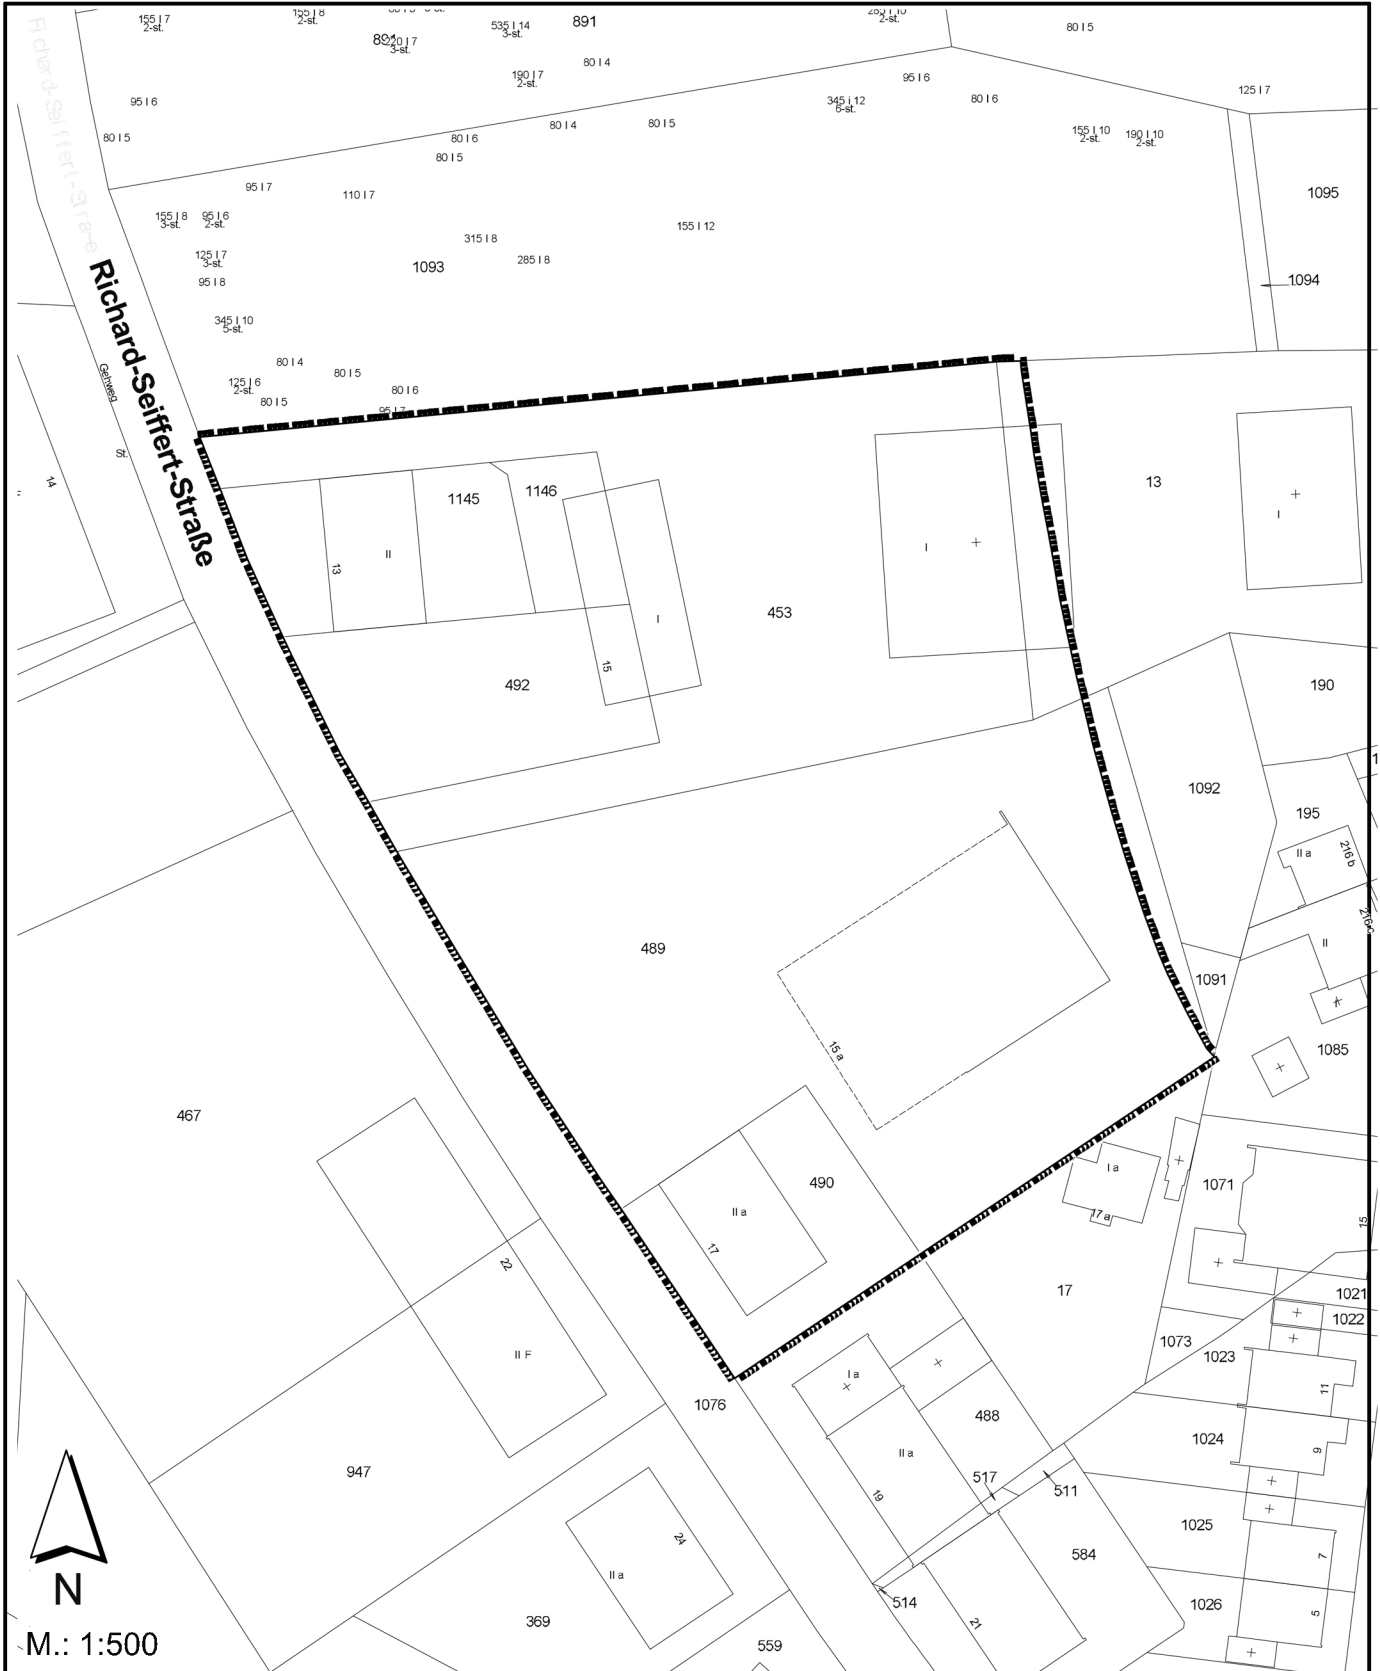 155 I 7
2-st.
155 I 8
2-st.
220 I 7
3-st.
535 I 14
3-st.
891
285 I 10
2-st.
80 I 5
190 I 7
2-st.
80 I 4
95 I 6
345 i 12
6-st.
95 I 6
80 I 6
125 I 7
80 I 5
80 I 6
80 I 4
80 I 5
155 I 10
2-st.
190 I 10
2-st.
80 I 5
95 I 7
110 I 7
1095
155 I 8
3-st.
95 I 6
2-st.
155 I 12
315 I 8
125 I 7
3-st.
1093
285 I 8
95 I 8
1094
345 I 10
5-st.
Richard-Seiffert-Straße
Gehweg
St.
80 I 4
80 I 5
125 I 6
2-st.
80 I 5
80 I 6
95 I 7
14
13
I
1145
1146
13
II
I
I
453
15
492
190
1092
195
II a
216 b
216 c
489
II
1091
15 a
1085
467
490
I a
17 a
1071
II a
17
15
22
17
1021
1022
1073
1023
II F
I a
11
1076
488
1024
9
II a
947
517
511
19
1025
24
584
7
II a
514
1026
369
21
5
559
N
M.: 1:500